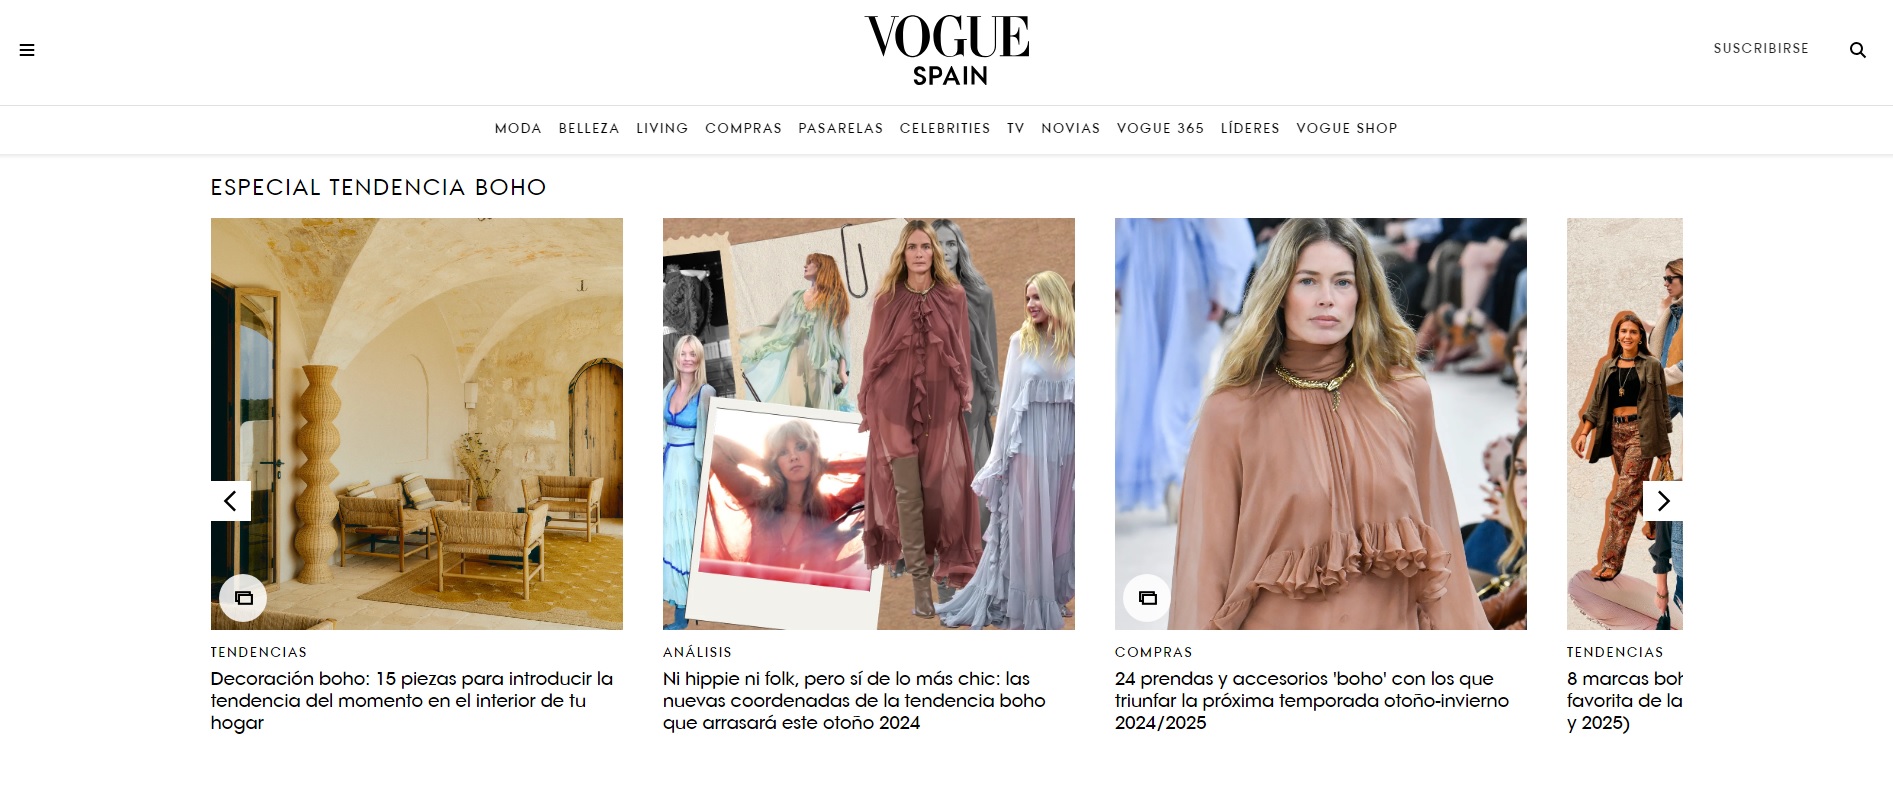 VOGUE
SPAIN
SUSCRIBIRSE
MODA BELLEZA LIVING COMPRAS PASARELAS CELEBRITIES TV NOVIAS VOGUE 365 LÍDERES VOGUE SHOP
ESPECIAL TENDENCIA BOHO
TENDENCIAS
Decoración boho: 15 piezas para introducir la
tendencia del momento en el interior de tu
hogar
ANÁLISIS
Ni hippie ni folk, pero sí de lo más chic: las
nuevas coordenadas de la tendencia boho
que arrasará este otoño 2024
COMPRAS
24 prendas y accesorios 'boho' con los que
triunfar la próxima temporada otoño-invierno
2024/2025
TENDENCIAS
8 marcas
favorita de la
y 2025)